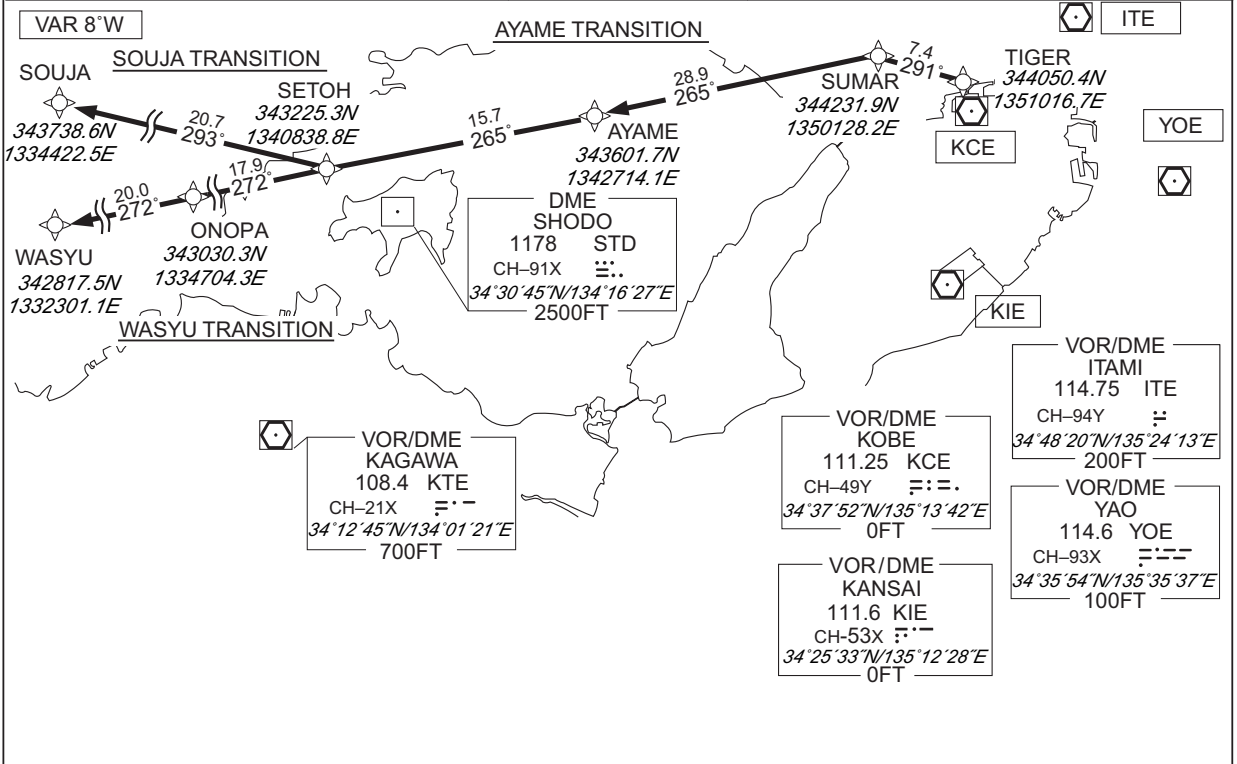 VAR 8˚W
ITE
AYAME TRANSITION
SOUJA TRANSITION
SOUJA
343738.6N
1334422.5E
20.7
293˚
SETOH
343225.3N
1340838.8E
15.7
265˚
28.9
265˚
7.4
291˚
TIGER
344050.4N
1351016.7E
SUMAR
344231.9N
1350128.2E
KCE
YOE
AYAME
343601.7N
1342714.1E
17.9
272˚
20.0
272˚
ONOPA
343030.3N
1334704.3E
WASYU
342817.5N
1332301.1E
WASYU TRANSITION
DME
SHODO
1178 STD
CH–91X
34˚30´45˝N/134˚16´27˝E
2500FT
KIE
VOR/DME
ITAMI
114.75 ITE
CH–94Y
34˚48´20˝N/135˚24´13˝E
200FT
VOR/DME
KAGAWA
108.4 KTE
CH–21X
34˚12´45˝N/134˚01´21˝E
700FT
VOR/DME
KOBE
111.25 KCE
CH–49Y
34˚37´52˝N/135˚13´42˝E
0FT
VOR/DME
YAO
114.6 YOE
CH–93X
34˚35´54˝N/135˚35´37˝E
100FT
VOR/DME
KANSAI
111.6 KIE
CH-53X
34˚25´33˝N/135˚12´28˝E
0FT